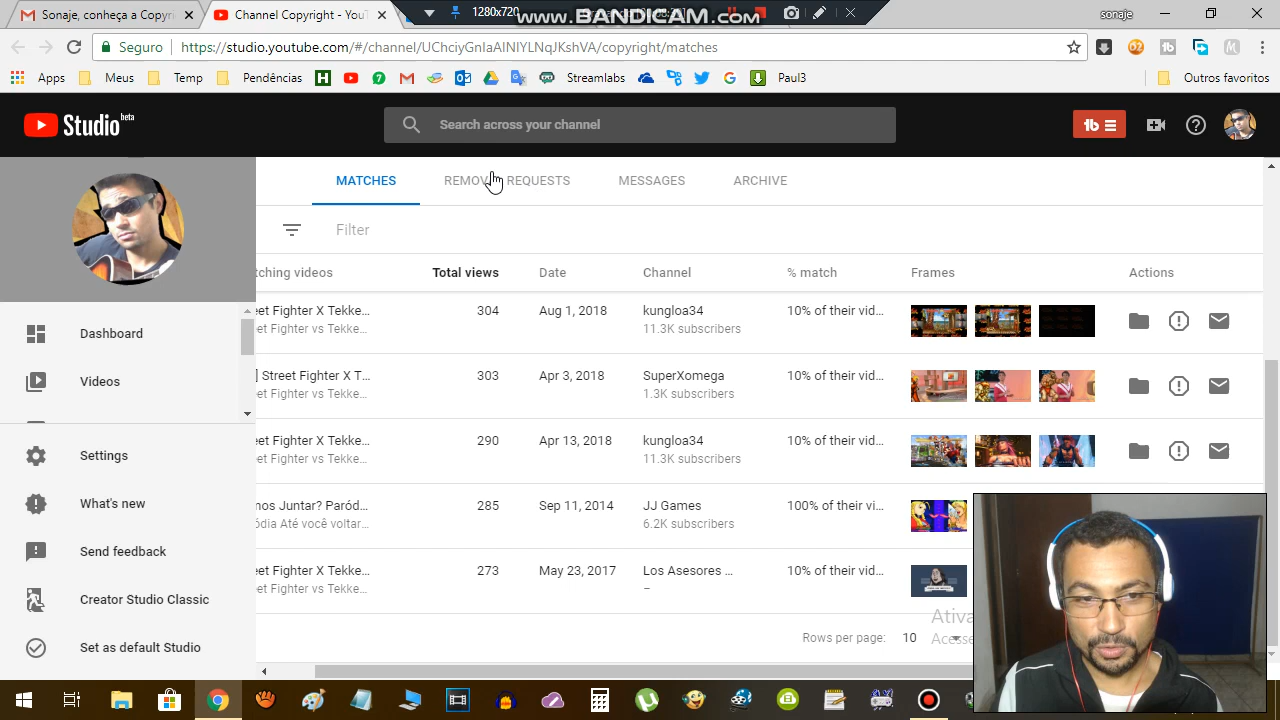 Sonaje, conheça a Copyrig
Channel Copyright - YouT
1280x720
www.BANDICAM.com
sonaje
Seguro
https://studio.youtube.com/#/channel/UChciyGnIaAINIYLNqJKshVA/copyright/matches
Apps
Meus
Temp
Pendências
Streamlabs
Paul3
Outros favoritos
Studio beta
Search across your channel
MATCHES
REQUESTS
MESSAGES
ARCHIVE
Filter
tching videos
Total views
Date
Channel
% match
Frames
Actions
eet Fighter X Tekke... 304 Aug 1, 2018 kungloa34 10% of their vid...
eet Fighter vs Tekke... 11.3K subscribers
] Street Fighter X T... 303 Apr 3, 2018 SuperXomega 10% of their vid...
eet Fighter vs Tekke... 1.3K subscribers
eet Fighter X Tekke... 290 Apr 13, 2018 kungloa34 10% of their vid...
eet Fighter vs Tekke... 11.3K subscribers
mos Juntar? Paród... 285 Sep 11, 2014 JJ Games 100% of their vi...
ódia Até você voltar... 6.2K subscribers
eet Fighter X Tekke... 273 May 23, 2017 Los Asesores ... 10% of their vid...
eet Fighter vs Tekke... –
Rows per page: 10
Ativa
Acesse
Dashboard
Videos
Settings
What's new
Send feedback
Creator Studio Classic
Set as default Studio